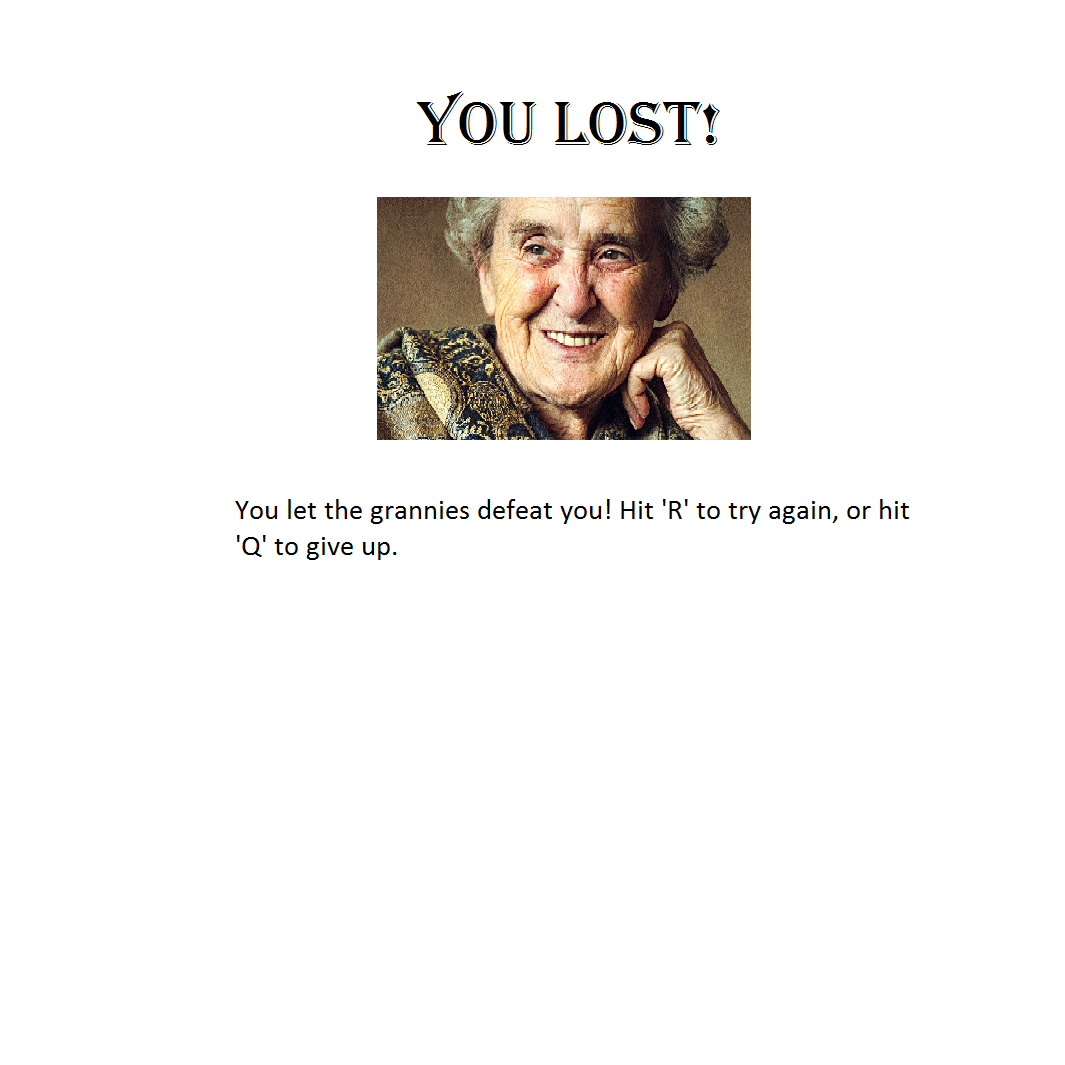 YOU LOST!
You let the grannies defeat you! Hit 'R' to try again, or hit
'Q' to give up.